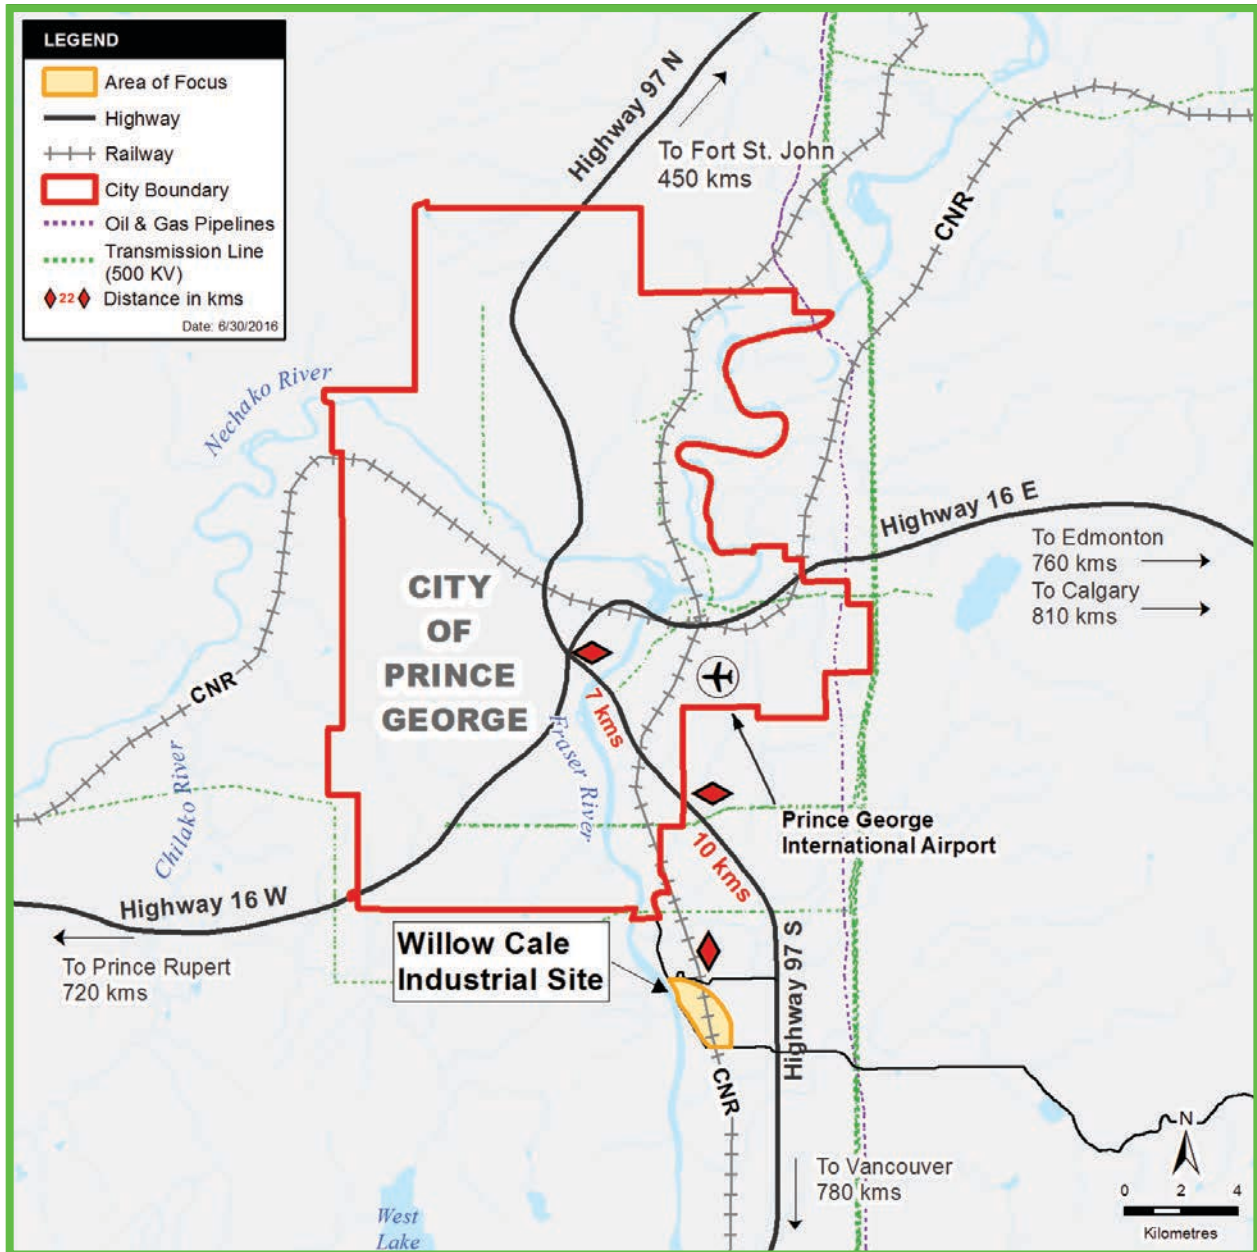 LEGEND
Area of Focus
Highway
Railway
City Boundary
Oil & Gas Pipelines
Transmission Line
(500 KV)
22
Distance in kms
Date: 6/30/2016
Highway 97 N
To Fort St. John
450 kms
CNR
Nechako River
Highway 16 E
To Edmonton
760 kms
To Calgary
810 kms
CITY
OF
PRINCE
GEORGE
CNR
7 kms
Fraser River
Chilako River
Prince George
International Airport
10 kms
Highway 16 W
To Prince Rupert
720 kms
Willow Cale
Industrial Site
Highway 97 S
CNR
To Vancouver
780 kms
N
0 2 4
Kilometres
West
Lake